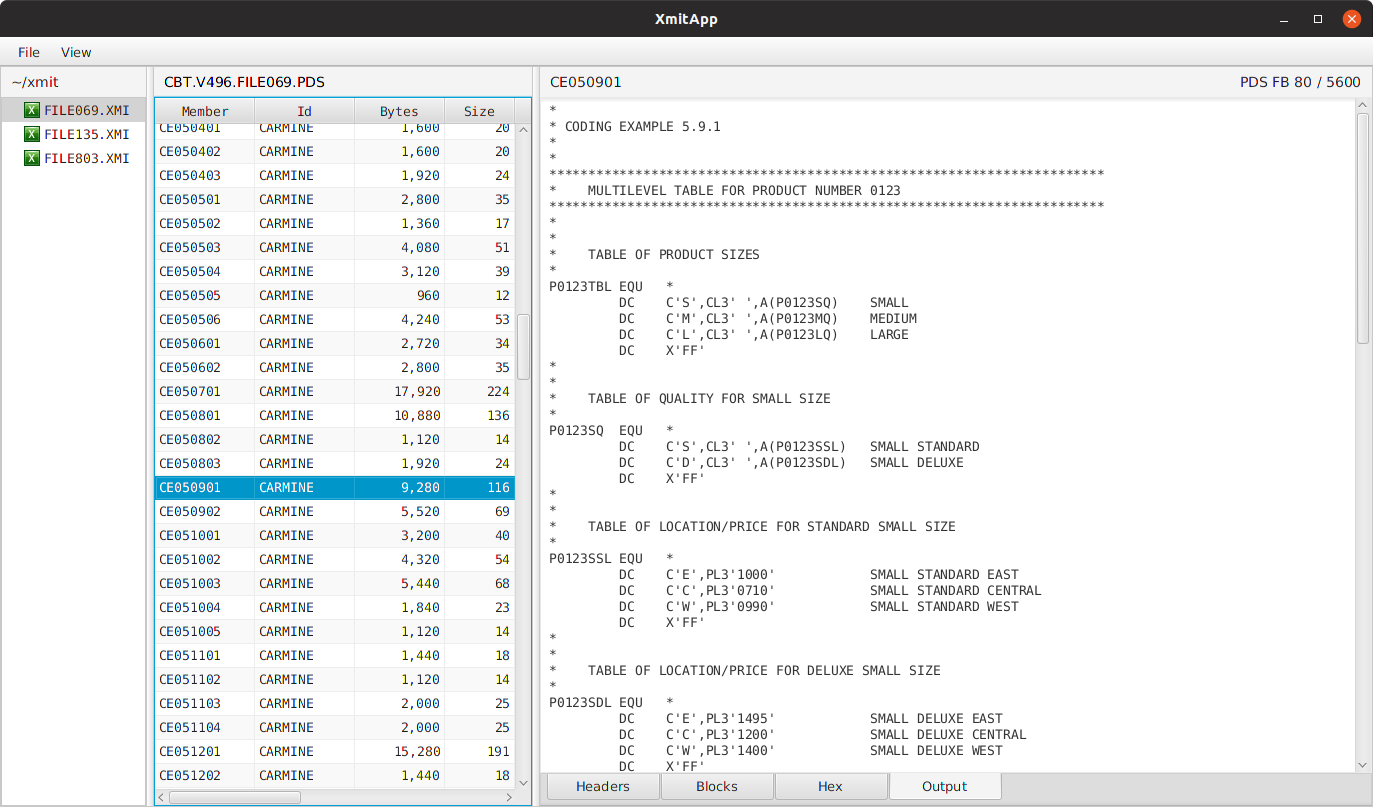 XmitApp
File View
~/xmit
FILE069.XMI
FILE135.XMI
FILE803.XMI
CBT.V496.FILE069.PDS
Member Id Bytes Size
CE050401 CARMINE 1,600 20
CE050402 CARMINE 1,600 20
CE050403 CARMINE 1,920 24
CE050501 CARMINE 2,800 35
CE050502 CARMINE 1,360 17
CE050503 CARMINE 4,080 51
CE050504 CARMINE 3,120 39
CE050505 CARMINE 960 12
CE050506 CARMINE 4,240 53
CE050601 CARMINE 2,720 34
CE050602 CARMINE 2,800 35
CE050701 CARMINE 17,920 224
CE050801 CARMINE 10,880 136
CE050802 CARMINE 1,120 14
CE050803 CARMINE 1,920 24
CE050901 CARMINE 9,280 116
CE050902 CARMINE 5,520 69
CE051001 CARMINE 3,200 40
CE051002 CARMINE 4,320 54
CE051003 CARMINE 5,440 68
CE051004 CARMINE 1,840 23
CE051005 CARMINE 1,120 14
CE051101 CARMINE 1,440 18
CE051102 CARMINE 1,120 14
CE051103 CARMINE 2,000 25
CE051104 CARMINE 2,000 25
CE051201 CARMINE 15,280 191
CE051202 CARMINE 1,440 18
CE050901 PDS FB 80 / 5600
*
* CODING EXAMPLE 5.9.1
*
*
***********************************************************************
*    MULTILEVEL TABLE FOR PRODUCT NUMBER 0123
***********************************************************************
*
*
*    TABLE OF PRODUCT SIZES
*
P0123TBL EQU   *
         DC    C'S',CL3' ',A(P0123SQ)    SMALL
         DC    C'M',CL3' ',A(P0123MQ)    MEDIUM
         DC    C'L',CL3' ',A(P0123LQ)    LARGE
         DC    X'FF'
*
*
*    TABLE OF QUALITY FOR SMALL SIZE
*
P0123SQ  EQU   *
         DC    C'S',CL3' ',A(P0123SSL)   SMALL STANDARD
         DC    C'D',CL3' ',A(P0123SDL)   SMALL DELUXE
         DC    X'FF'
*
*
*    TABLE OF LOCATION/PRICE FOR STANDARD SMALL SIZE
*
P0123SSL EQU   *
         DC    C'E',PL3'1000'            SMALL STANDARD EAST
         DC    C'C',PL3'0710'            SMALL STANDARD CENTRAL
         DC    C'W',PL3'0990'            SMALL STANDARD WEST
         DC    X'FF'
*
*
*    TABLE OF LOCATION/PRICE FOR DELUXE SMALL SIZE
*
P0123SDL EQU   *
         DC    C'E',PL3'1495'            SMALL DELUXE EAST
         DC    C'C',PL3'1200'            SMALL DELUXE CENTRAL
         DC    C'W',PL3'1400'            SMALL DELUXE WEST
         DC    X'FF'
Headers Blocks Hex Output